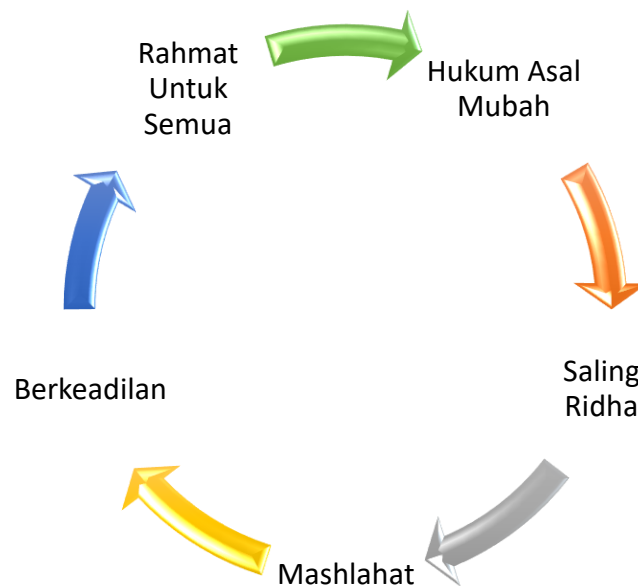 Rahmat
Untuk
Semua
Hukum Asal
Mubah
Saling
Ridha
Mashlahat
Berkeadilan